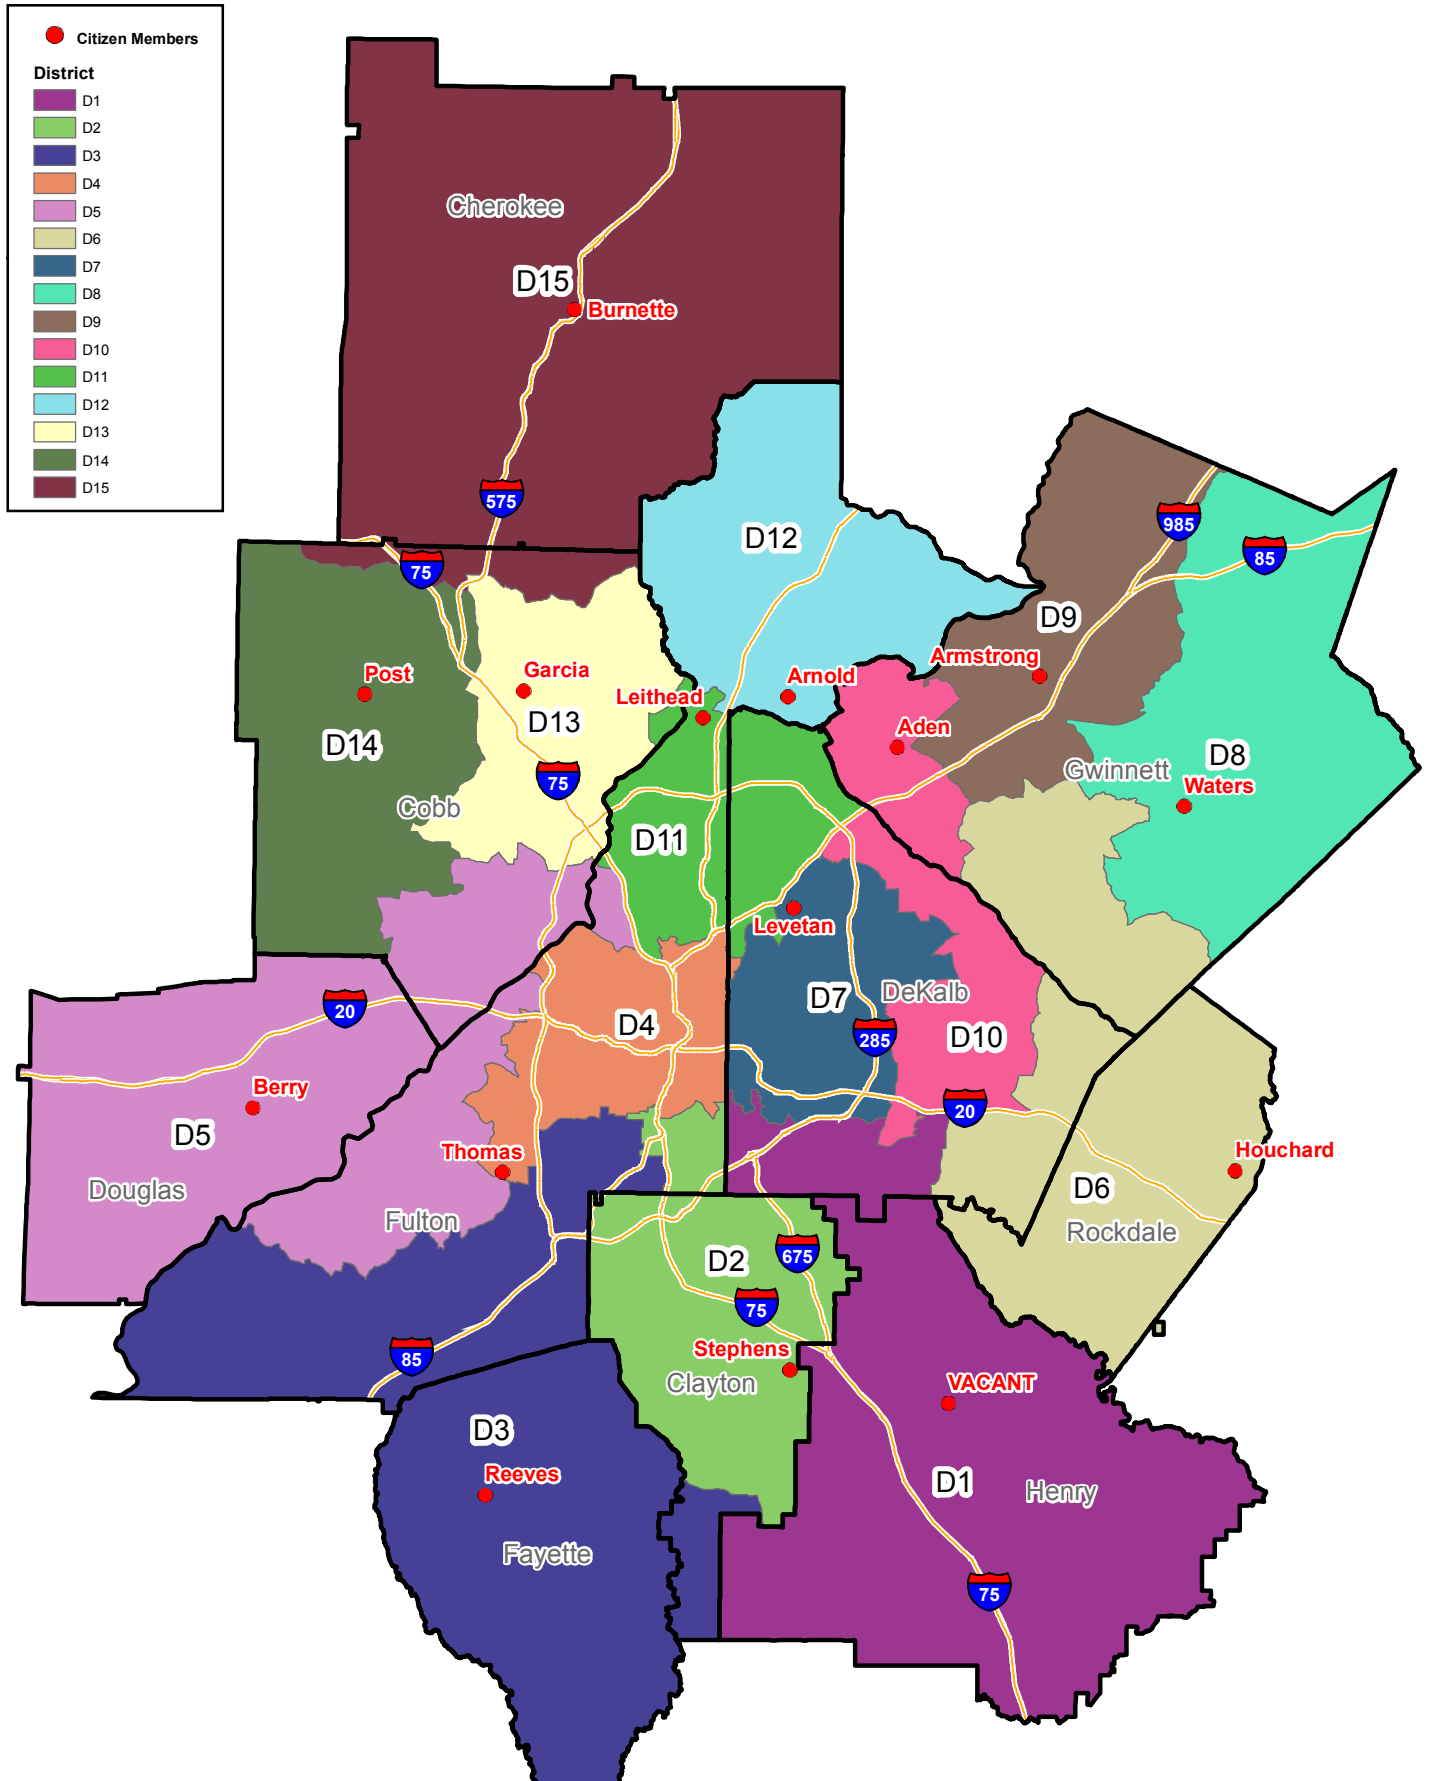 Citizen Members
District
D1
D2
D3
D4
D5
D6
D7
D8
D9
D10
D11
D12
D13
D14
D15
Cherokee
D15
Burnette
575
D12
985
85
75
D9
Armstrong
Post
Garcia
Leithead
Arnold
D13
Aden
D14
D8
Gwinnett
Waters
75
Cobb
D11
Levetan
D7
DeKalb
20
D4
285
D10
Berry
20
D5
Thomas
Houchard
Douglas
D6
Fulton
Rockdale
D2
675
75
85
Stephens
Clayton
VACANT
D3
Reeves
D1
Henry
Fayette
75